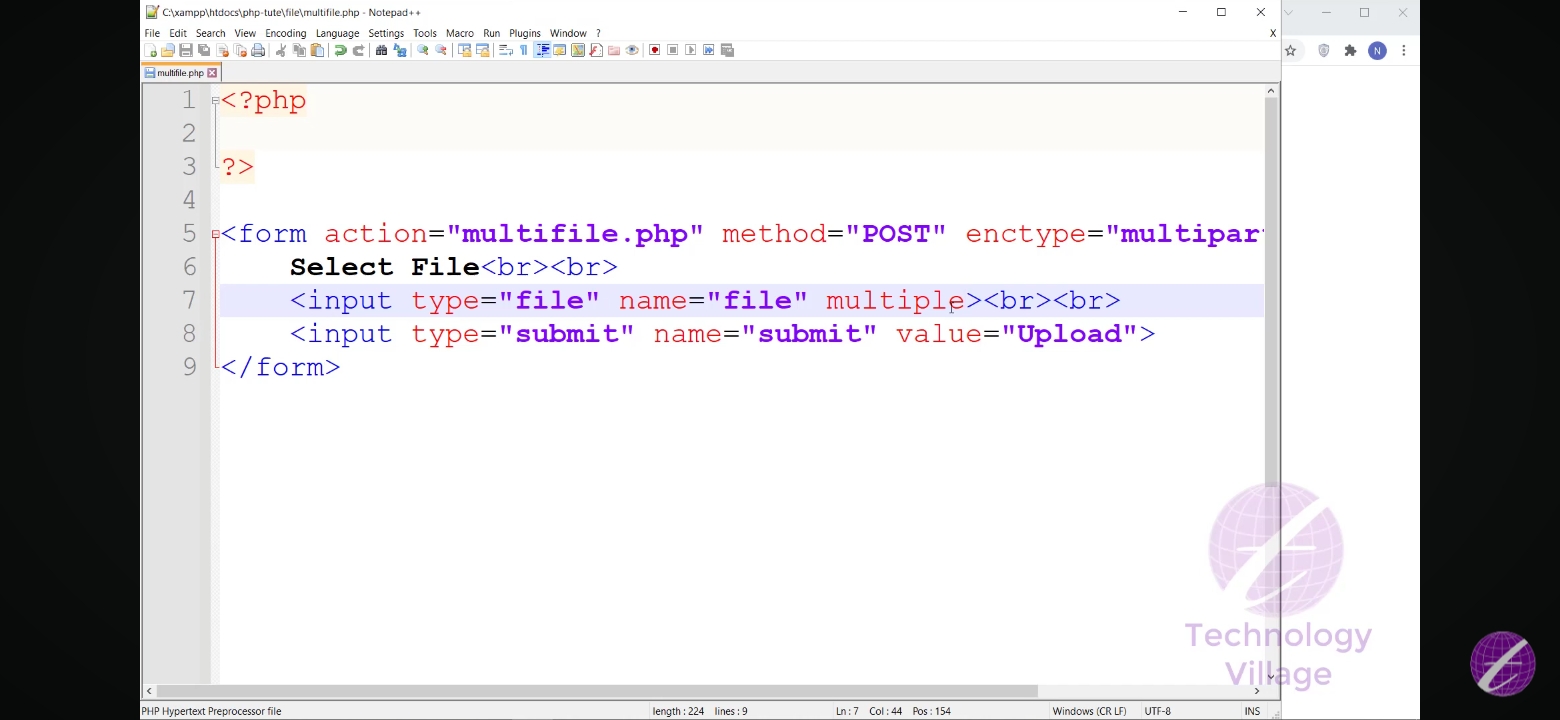 C:\xampp\htdocs\php-tute\file\multifile.php - Notepad++
File Edit Search View Encoding Language Settings Tools Macro Run Plugins Window ? X
multifile.php
N
1 <?php
2
3 ?>
4
5 <form action="multifile.php" method="POST" enctype="multipar
6 Select File<br><br>
7 <input type="file" name="file" multiple><br><br>
8 <input type="submit" name="submit" value="Upload">
9 </form>
Technology
Village
PHP Hypertext Preprocessor file length : 224 lines : 9 Ln : 7 Col : 44 Pos : 154 Windows (CR LF) UTF-8 INS